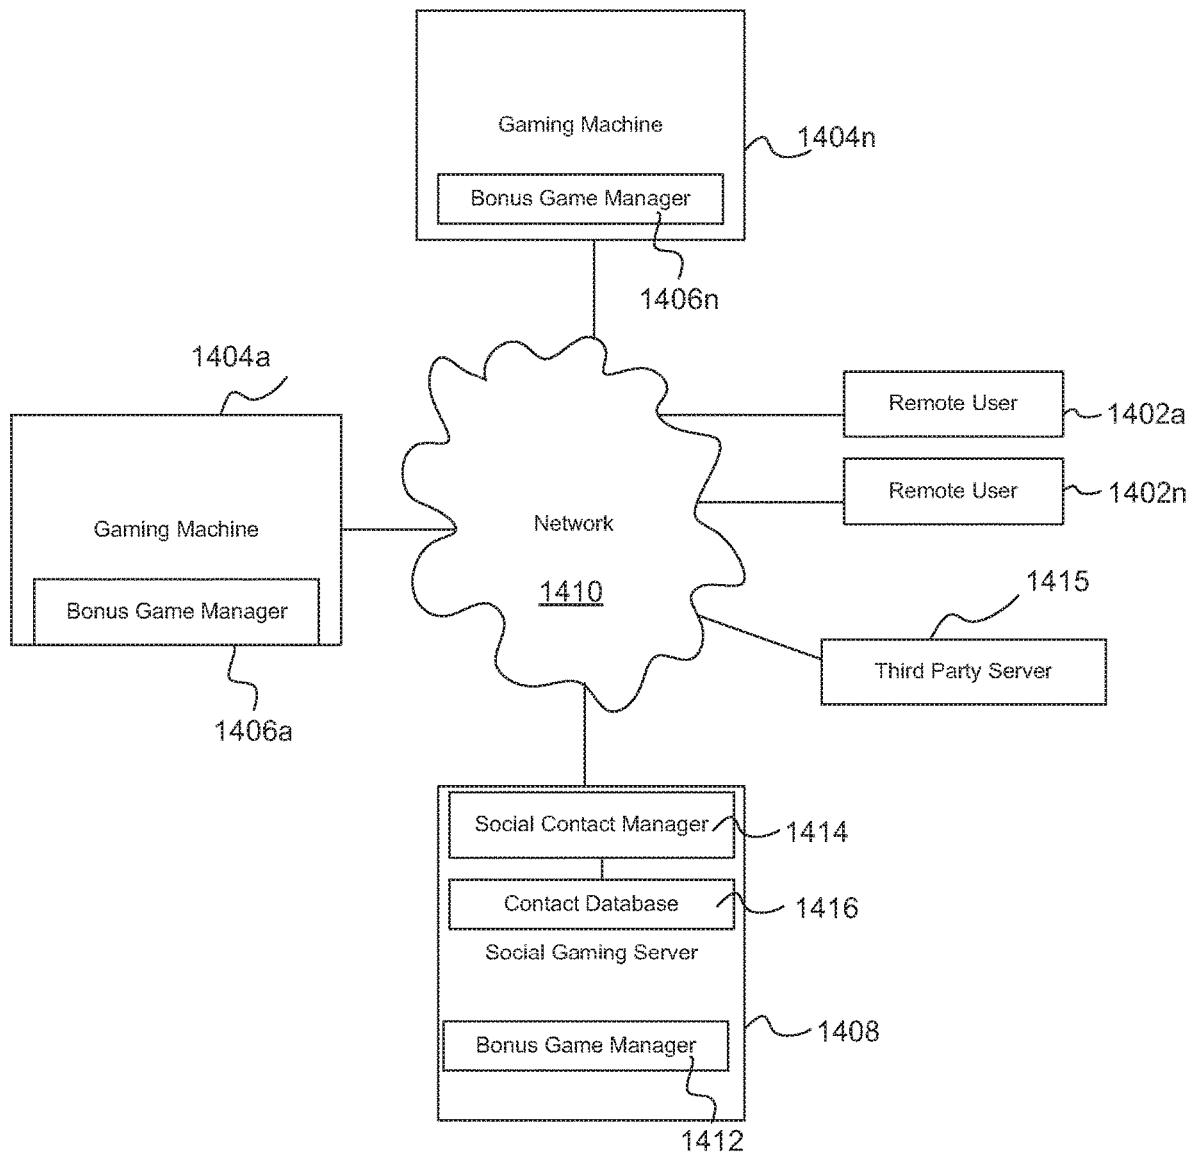 Gaming Machine
1404n
Bonus Game Manager
1406n
1404a
Remote User
1402a
Remote User
1402n
Gaming Machine
Network
1410
Bonus Game Manager
1406a
1415
Third Party Server
Social Contact Manager
1414
Contact Database
1416
Social Gaming Server
1408
Bonus Game Manager
1412